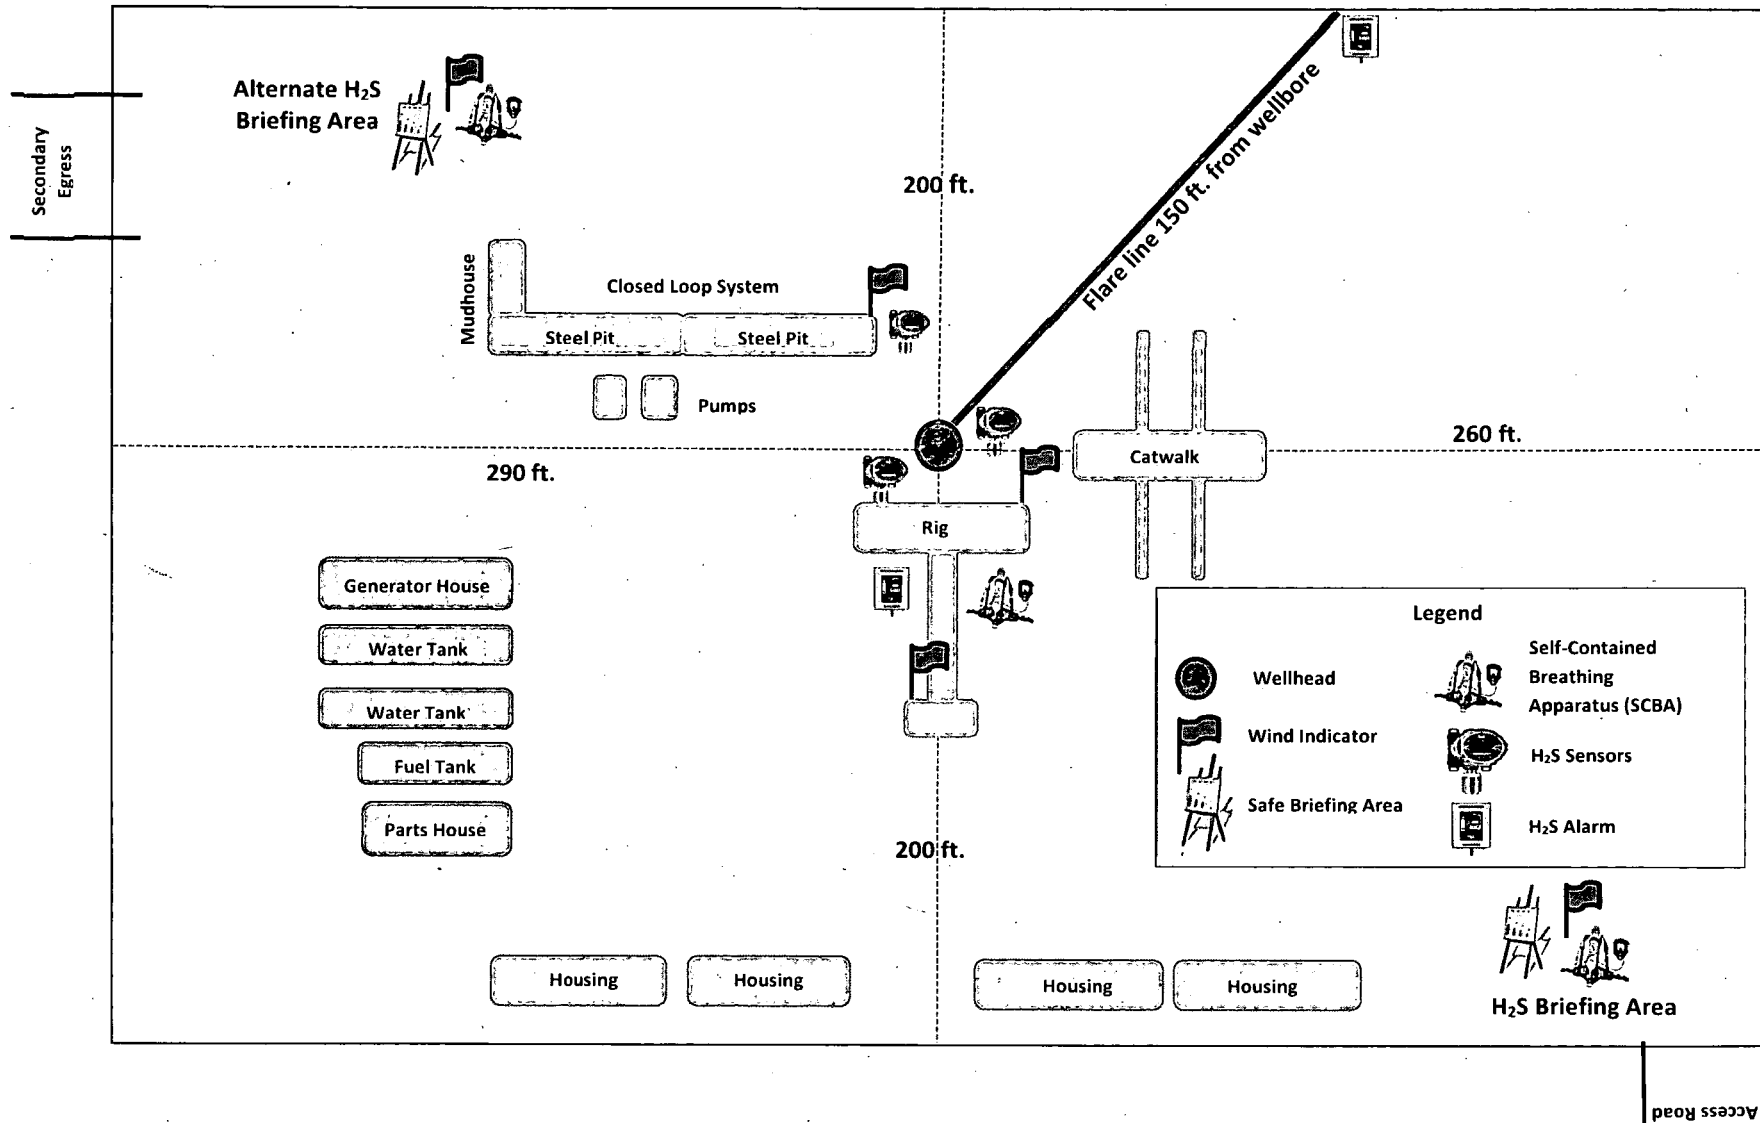 Alternate H₂S
Briefing Area
Secondary
Egress
200 ft.
Flare line 150 ft. from wellbore
Mudhouse
Closed Loop System
Steel Pit
Steel Pit
Pumps
290 ft.
260 ft.
Catwalk
Rig
Generator House
Water Tank
Water Tank
Fuel Tank
Parts House
200 ft.
Legend
Wellhead
Wind Indicator
Safe Briefing Area
Self-Contained
Breathing
Apparatus (SCBA)
H2S Sensors
H2S Alarm
Housing
Housing
Housing
Housing
H₂S Briefing Area
Access Road